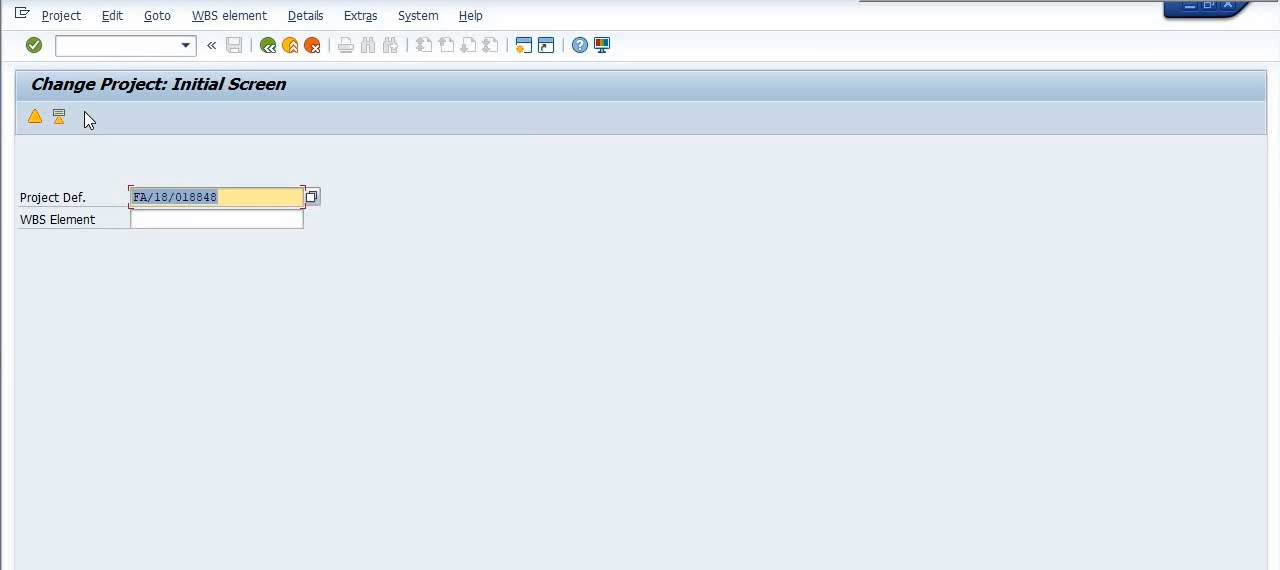 Project Edit Goto WBS element Details Extras System Help
Change Project: Initial Screen
Project Def. FA/18/018848
WBS Element